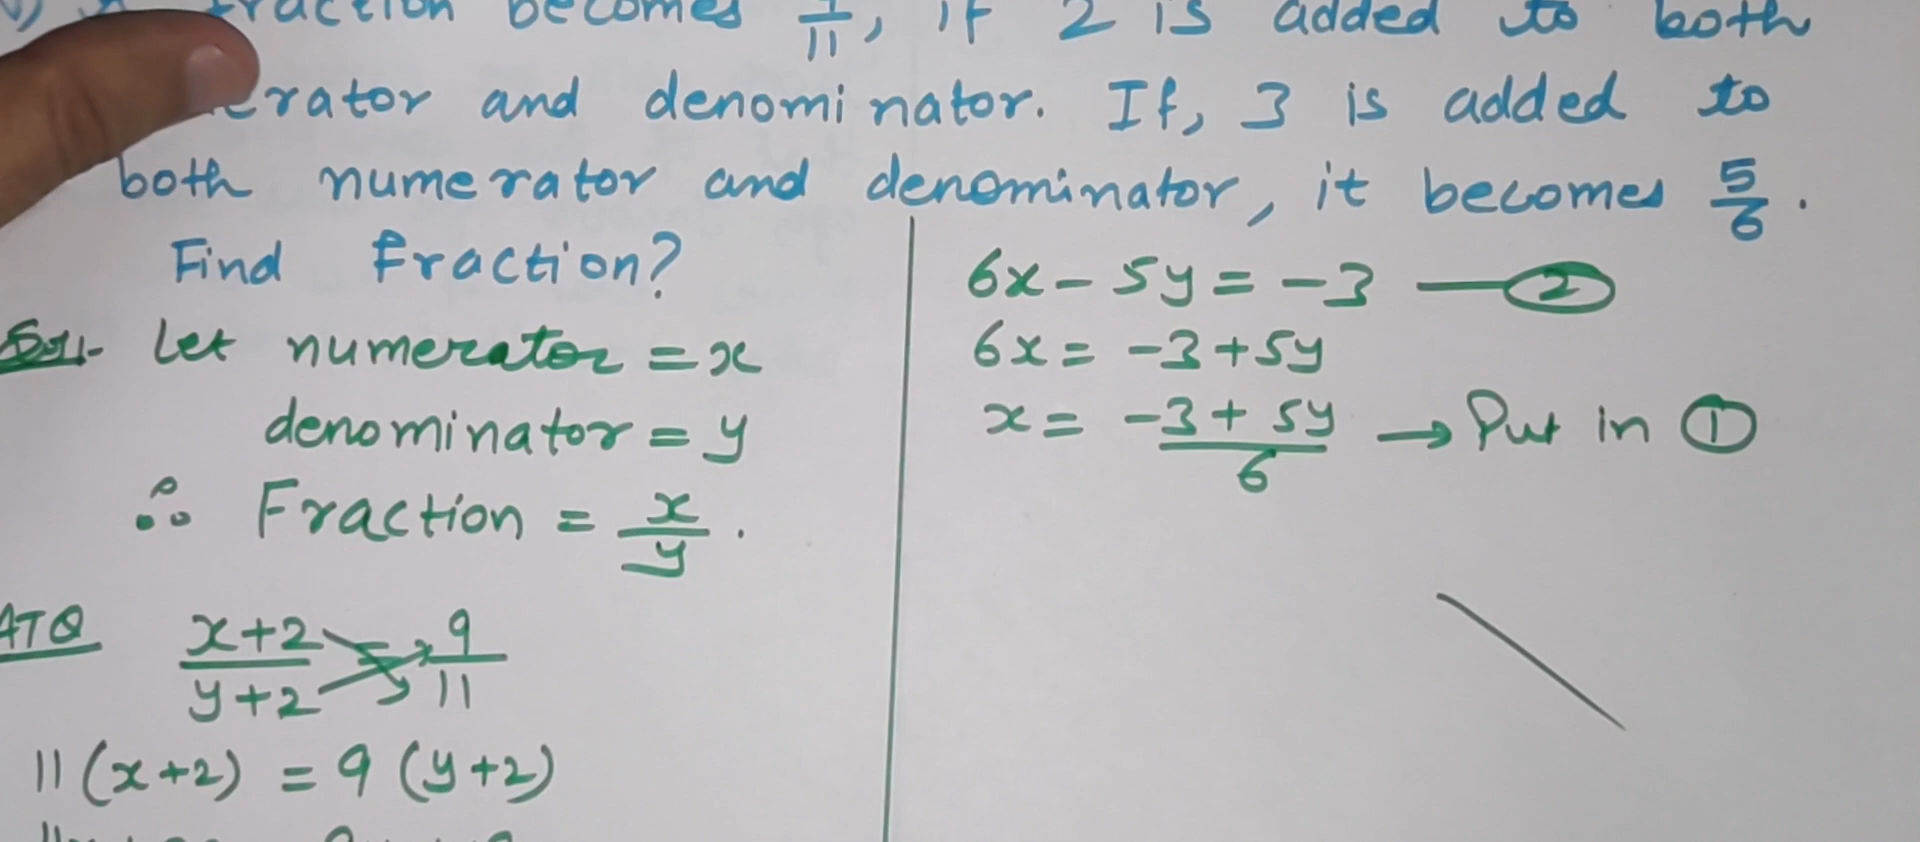 fraction becomes 9/11, if 2 is added to both
erator and denominator. If, 3 is added to
both numerator and denominator, it becomes 5/6.
Find fraction?
Sol- Let numerator = x
denominator = y
∴ Fraction = x/y.
ATQ (x+2)/(y+2) = 9/11
11(x+2) = 9(y+2)
6x - 5y = -3 — ②
6x = -3+5y
x = (-3+5y)/6 → Put in ①